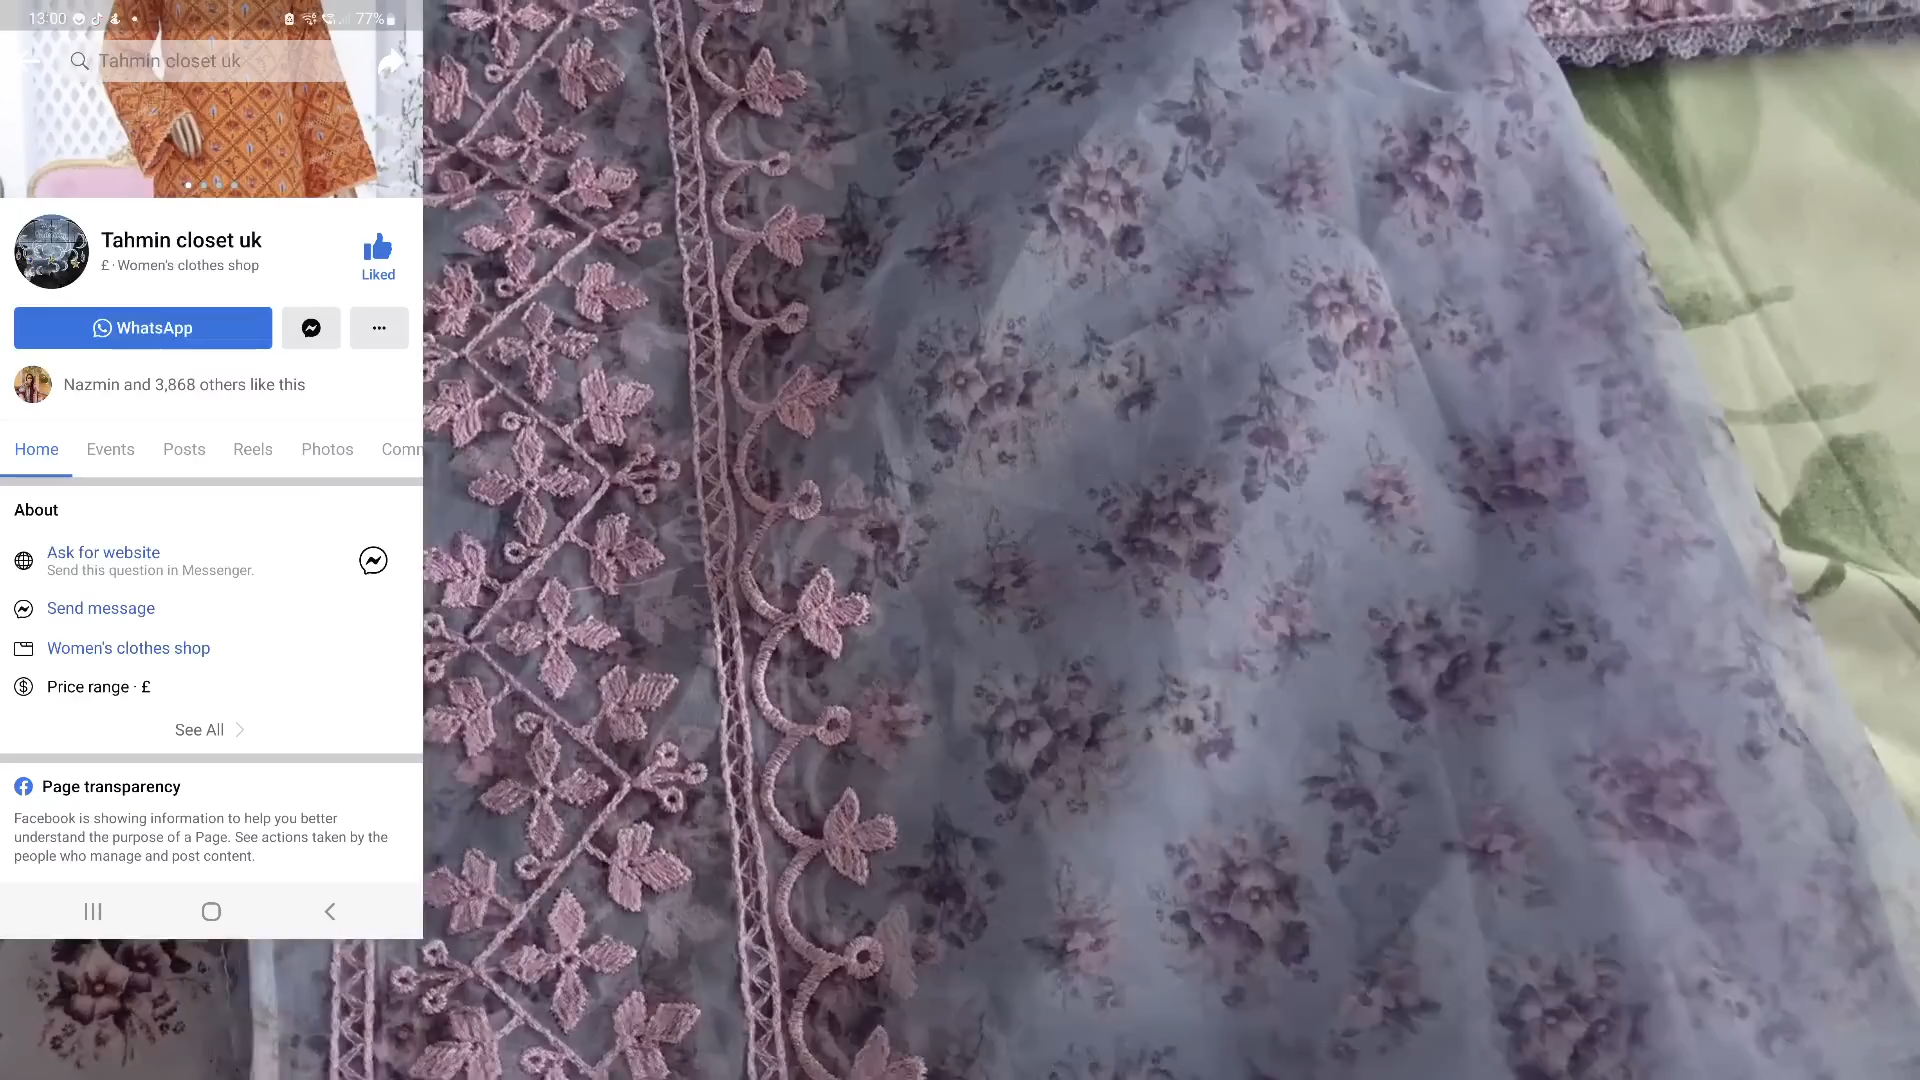 13:00
77%
Tahmin closet uk
Tahmin closet uk
£ · Women's clothes shop
Liked
WhatsApp
Nazmin and 3,868 others like this
Home Events Posts Reels Photos Comm
About
Ask for website
Send this question in Messenger.
Send message
Women's clothes shop
Price range · £
See All
Page transparency
Facebook is showing information to help you better
understand the purpose of a Page. See actions taken by the
people who manage and post content.